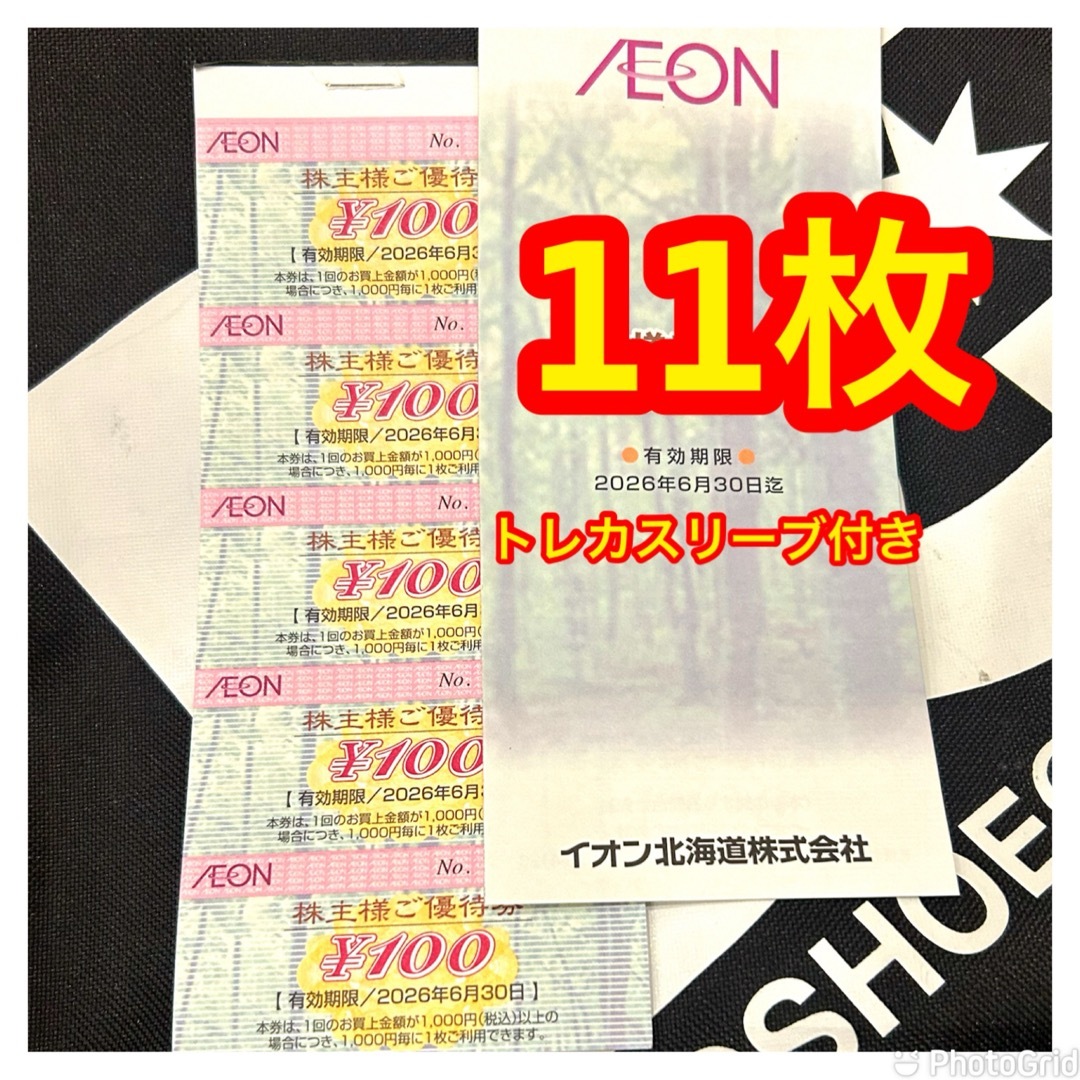 ÆON
No.
株主様ご優待
¥100
【 有効期限／2026年6月3
本券は、1回のお買上金額が1,000円(税
場合につき、1,000円毎に1枚ご利用
ÆON
No.
株主様ご優待
¥100
【 有効期限／2026年6月3
本券は、1回のお買上金額が1,000円(
場合につき、1,000円毎に1枚ご利用
ÆON
No.
株主様ご優待
¥100
【 有効期限／2026年6月
本券は、1回のお買上金額が1,000円(
場合につき、1,000円毎に1枚ご利用
ÆON
No.
株主様ご優待
¥100
【 有効期限／2026年6月3
本券は、1回のお買上金額が1,000円(
場合につき、1,000円毎に1枚ご利用
ÆON
No.
株主様ご優待券
¥100
【 有効期限／2026年6月30日 】
本券は、1回のお買上金額が1,000円(税込)以上の
場合につき、1,000円毎に1枚ご利用できます。
ÆON
11枚
様
●有効期限●
2026年6月30日迄
トレカスリーブ付き
イオン北海道株式会社
SHOE
PhotoGrid